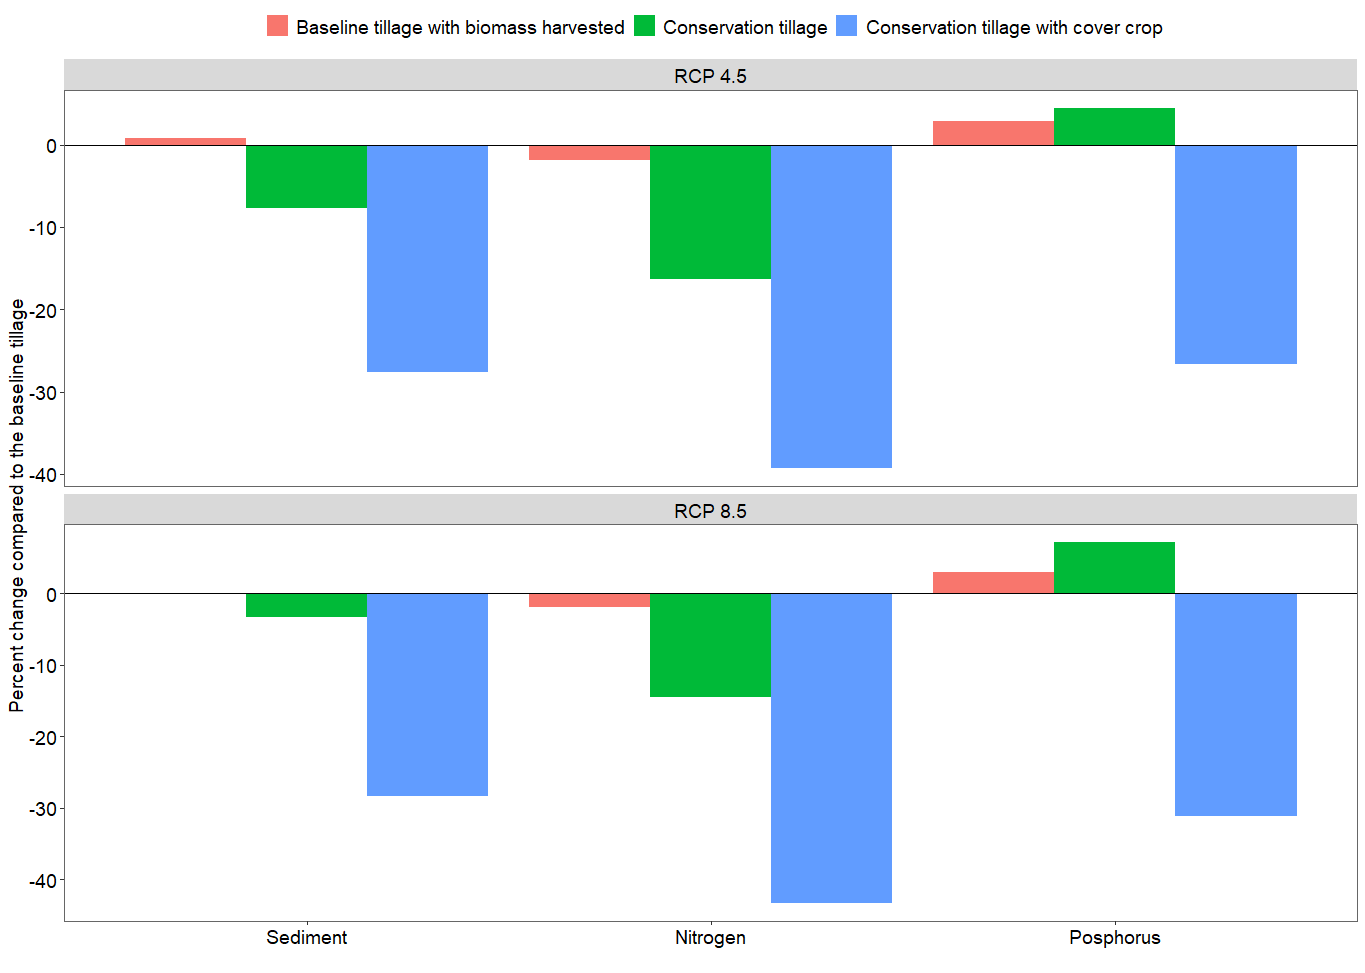 Baseline tillage with biomass harvested Conservation tillage Conservation tillage with cover crop
RCP 4.5
0
-10
-20
-30
-40
Percent change compared to the baseline tillage
RCP 8.5
0
-10
-20
-30
-40
Sediment Nitrogen Posphorus